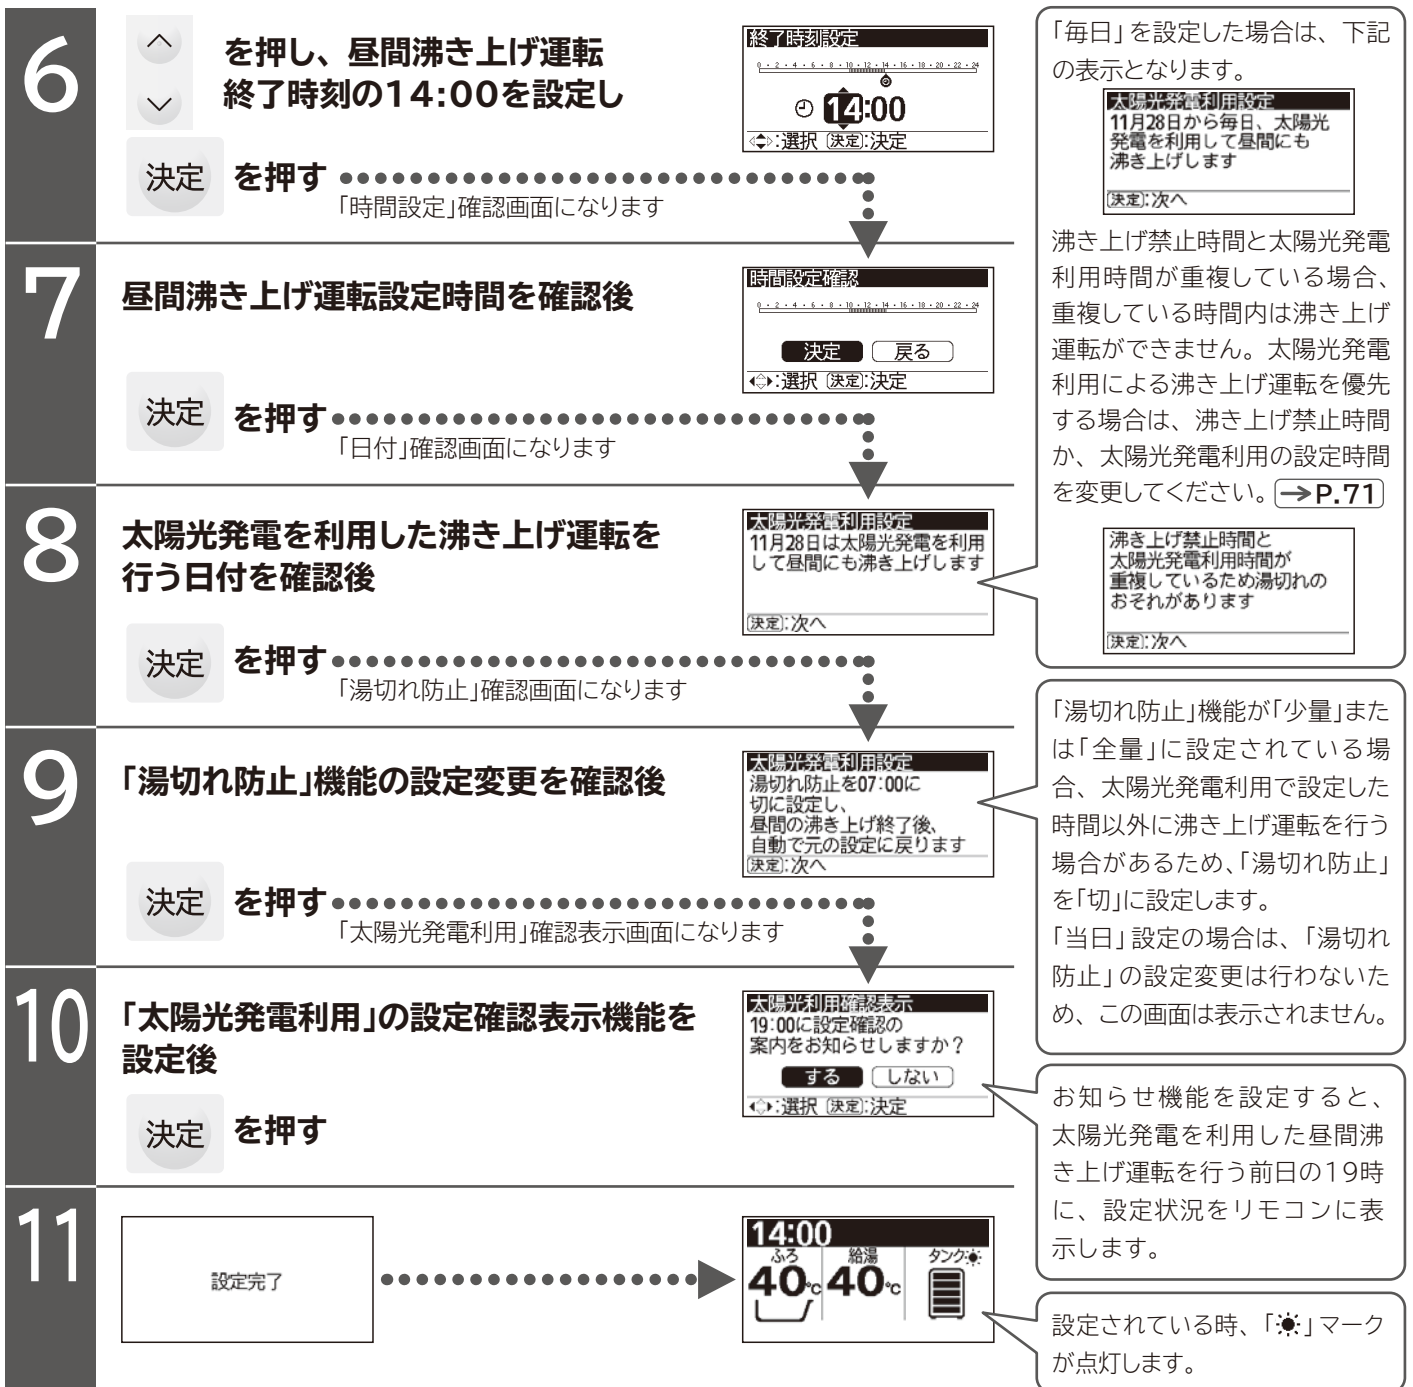 6
を押し、昼間沸き上げ運転
終了時刻の14:00を設定し
決定 を押す
「時間設定」確認画面になります
終了時刻設定
0・2・4・6・8・10・12・14・16・18・20・22・24
14:00
:選択 決定:決定
「毎日」を設定した場合は、下記
の表示となります。
太陽光発電利用設定
11月28日から毎日、太陽光
発電を利用して昼間にも
沸き上げします
決定:次へ
沸き上げ禁止時間と太陽光発電
利用時間が重複している場合、
重複している時間内は沸き上げ
運転ができません。太陽光発電
利用による沸き上げ運転を優先
する場合は、沸き上げ禁止時間
か、太陽光発電利用の設定時間
を変更してください。→P.71
沸き上げ禁止時間と
太陽光発電利用時間が
重複しているため湯切れの
おそれがあります
決定:次へ
7
昼間沸き上げ運転設定時間を確認後
決定 を押す
「日付」確認画面になります
時間設定確認
0・2・4・6・8・10・12・14・16・18・20・22・24
決定 戻る
:選択 決定:決定
8
太陽光発電を利用した沸き上げ運転を
行う日付を確認後
決定 を押す
「湯切れ防止」確認画面になります
太陽光発電利用設定
11月28日は太陽光発電を利用
して昼間にも沸き上げします
決定:次へ
9
「湯切れ防止」機能の設定変更を確認後
決定 を押す
「太陽光発電利用」確認表示画面になります
太陽光発電利用設定
湯切れ防止を07:00に
切に設定し、
昼間の沸き上げ終了後、
自動で元の設定に戻ります
決定:次へ
「湯切れ防止」機能が「少量」また
は「全量」に設定されている場
合、太陽光発電利用で設定した
時間以外に沸き上げ運転を行う
場合があるため、「湯切れ防止」
を「切」に設定します。
「当日」設定の場合は、「湯切れ
防止」の設定変更は行わないた
め、この画面は表示されません。
10
「太陽光発電利用」の設定確認表示機能を
設定後
決定 を押す
太陽光利用確認表示
19:00に設定確認の
案内をお知らせしますか?
する しない
:選択 決定:決定
お知らせ機能を設定すると、
太陽光発電を利用した昼間沸
き上げ運転を行う前日の19時
に、設定状況をリモコンに表
示します。
11
設定完了
14:00
ふろ 給湯 タンク☀
40℃ 40℃
設定されている時、「☀」マーク
が点灯します。